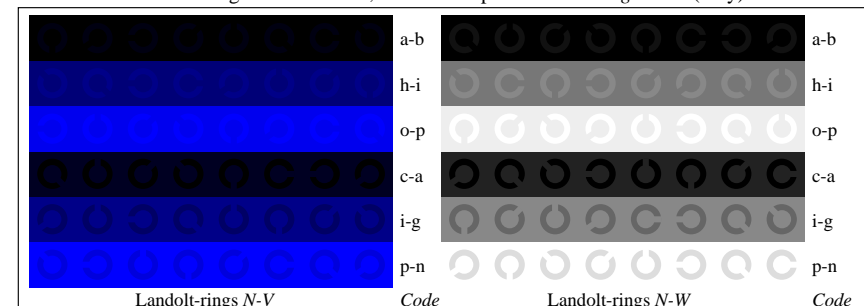 a-b a-b
h-i h-i
o-p o-p
c-a c-a
i-g i-g
p-n p-n
Landolt-rings N-V Code Landolt-rings N-W Code